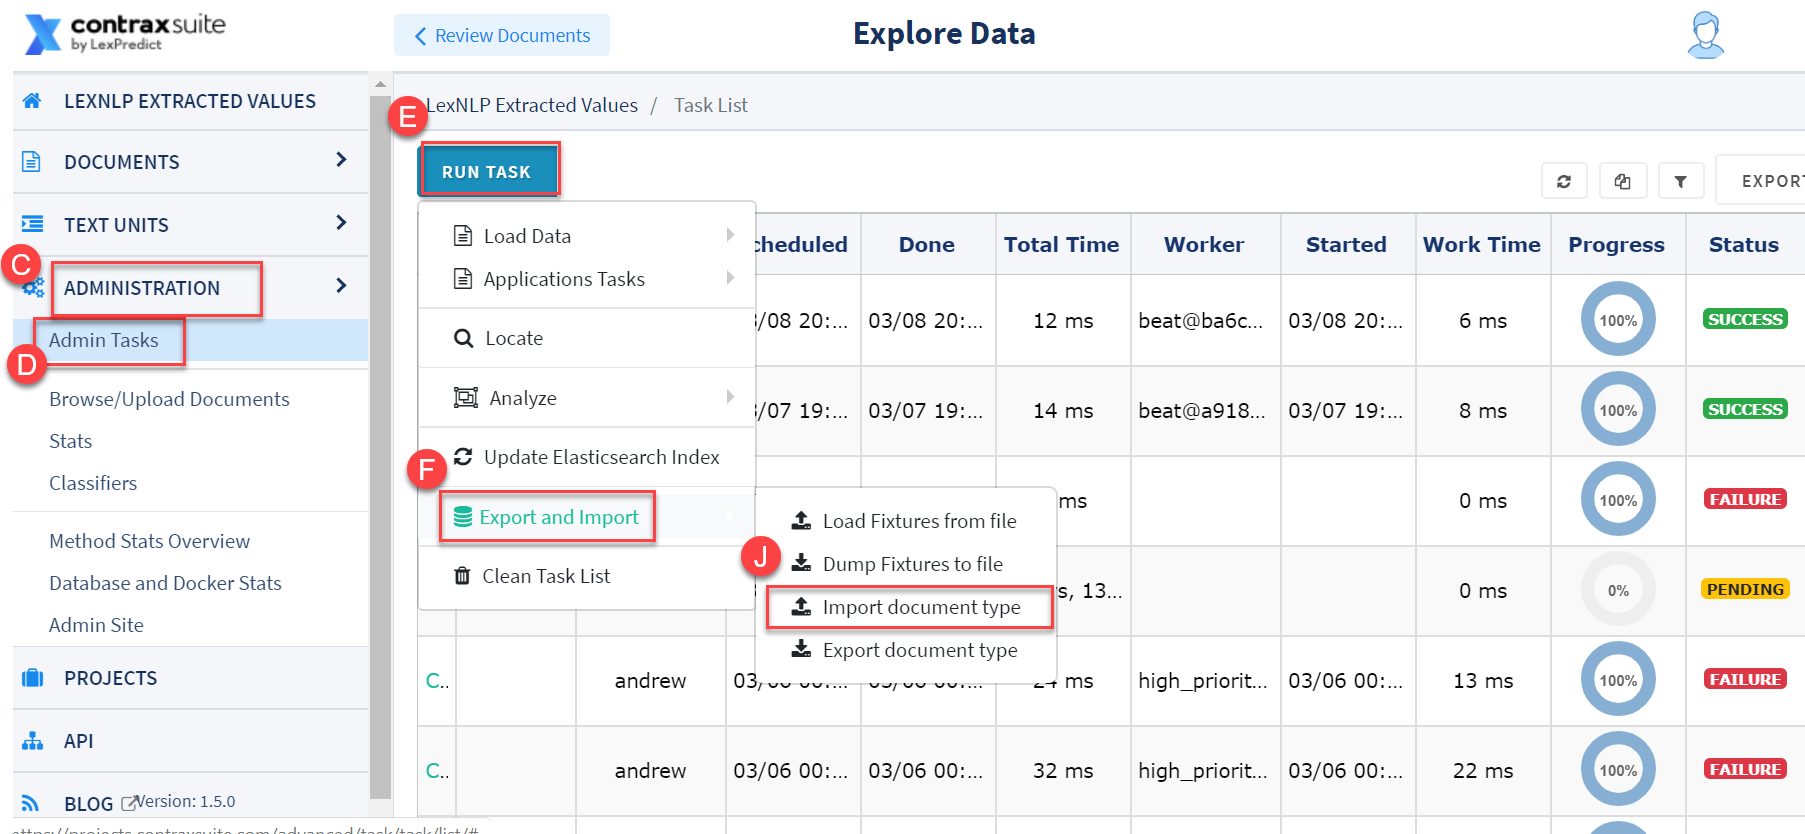 contraxsuite
by LexPredict
Review Documents
Explore Data
LEXNLP EXTRACTED VALUES
DOCUMENTS
TEXT UNITS
C
ADMINISTRATION
Admin Tasks
D
Browse/Upload Documents
Stats
Classifiers
Method Stats Overview
Database and Docker Stats
Admin Site
PROJECTS
API
BLOG
Version: 1.5.0
https://projects.contraxsuite.com/advanced/task/task/list/#
E
LexNLP Extracted Values / Task List
RUN TASK
EXPORT
Load Data
Applications Tasks
Locate
Analyze
Update Elasticsearch Index
F
Export and Import
Clean Task List
Load Fixtures from file
J
Dump Fixtures to file
Import document type
Export document type
cheduled Done Total Time Worker Started Work Time Progress Status
/08 20:... 03/08 20:... 12 ms beat@ba6c... 03/08 20:... 6 ms 100% SUCCESS
/07 19:... 03/07 19:... 14 ms beat@a918... 03/07 19:... 8 ms 100% SUCCESS
ms 0 ms 100% FAILURE
s, 13... 0 ms 0% PENDING
C.. andrew 03/06 00:... 03/06 00:... 24 ms high_priorit... 03/06 00:... 13 ms 100% FAILURE
C.. andrew 03/06 00:... 03/06 00:... 32 ms high_priorit... 03/06 00:... 22 ms 100% FAILURE